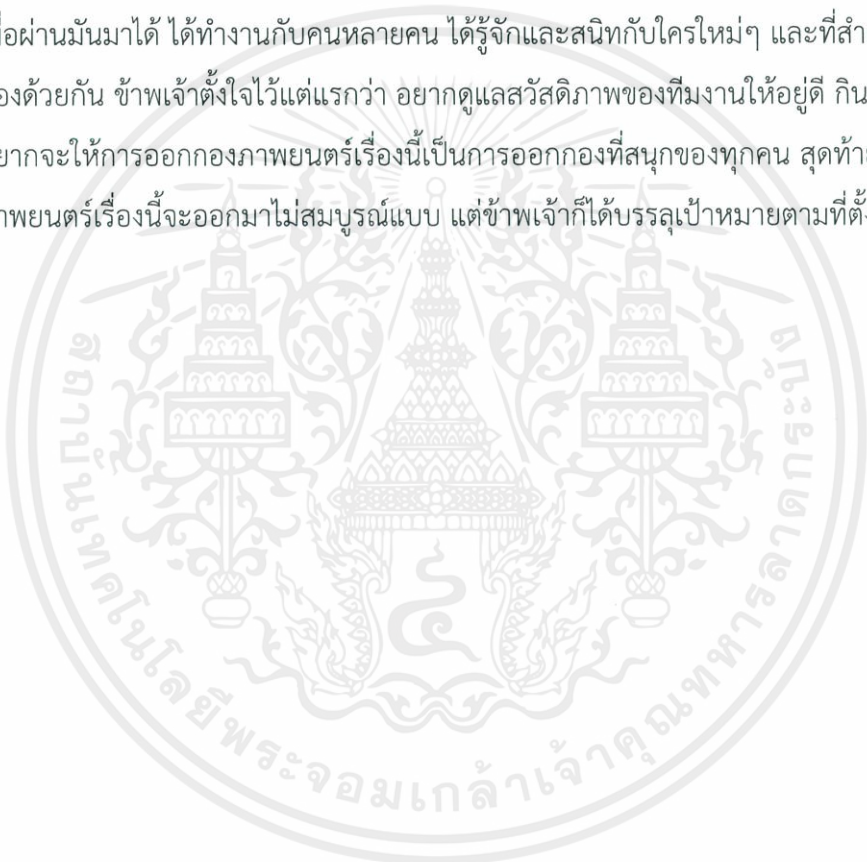 ื่อผ่านมันมาได้ ได้ทำงานกับคนหลายคน ได้รู้จักและสนิทกับใครใหม่ๆ และที่สำ
องด้วยกัน ข้าพเจ้าตั้งใจไว้แต่แรกว่า อยากดูแลสวัสดิภาพของทีมงานให้อยู่ดี กิน
ยากจะให้การออกกองภาพยนตร์เรื่องนี้เป็นการออกกองที่สนุกของทุกคน สุดท้าย
าพยนตร์เรื่องนี้จะออกมาไม่สมบูรณ์แบบ แต่ข้าพเจ้าก็ได้บรรลุเป้าหมายตามที่ตั้
สถาบันเทคโนโลยีพระจอมเกล้าเจ้าคุณทหารลาดกระบัง